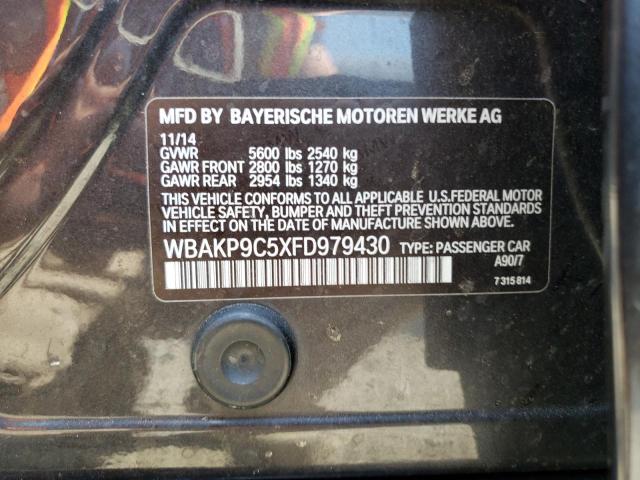 MFD BY BAYERISCHE MOTOREN WERKE AG
11/14
GVWR 5600 lbs 2540 kg
GAWR FRONT 2800 lbs 1270 kg
GAWR REAR 2954 lbs 1340 kg
THIS VEHICLE CONFORMS TO ALL APPLICABLE U.S.FEDERAL MOTOR
VEHICLE SAFETY, BUMPER AND THEFT PREVENTION STANDARDS
IN EFFECT ON THE DATE OF MANUFACTURE SHOWN ABOVE.
WBAKP9C5XFD979430 TYPE: PASSENGER CAR
A90/7
7 315 814